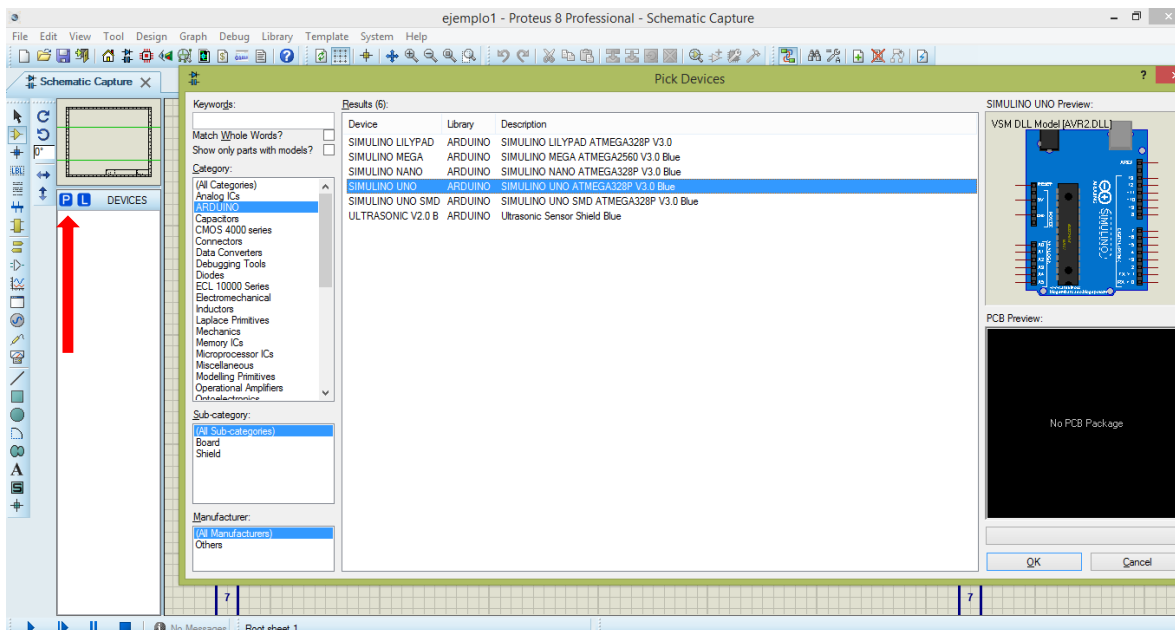 ejemplo1 - Proteus 8 Professional - Schematic Capture
File Edit View Tool Design Graph Debug Library Template System Help
Schematic Capture
Pick Devices
?
0°
LBL
P L DEVICES
A
S
Keywords:
Match Whole Words?
Show only parts with models?
Category:
(All Categories)
Analog ICs
ARDUINO
Capacitors
CMOS 4000 series
Connectors
Data Converters
Debugging Tools
Diodes
ECL 10000 Series
Electromechanical
Inductors
Laplace Primitives
Mechanics
Memory ICs
Microprocessor ICs
Miscellaneous
Modelling Primitives
Operational Amplifiers
Optoelectronics
Sub-category:
(All Sub-categories)
Board
Shield
Manufacturer:
(All Manufacturers)
Others
Results (6):
Device Library Description
SIMULINO LILYPAD ARDUINO SIMULINO LILYPAD ATMEGA328P V3.0
SIMULINO MEGA ARDUINO SIMULINO MEGA ATMEGA2560 V3.0 Blue
SIMULINO NANO ARDUINO SIMULINO NANO ATMEGA328P V3.0 Blue
SIMULINO UNO ARDUINO SIMULINO UNO ATMEGA328P V3.0 Blue
SIMULINO UNO SMD ARDUINO SIMULINO UNO SMD ATMEGA328P V3.0 Blue
ULTRASONIC V2.0 B ARDUINO Ultrasonic Sensor Shield Blue
SIMULINO UNO Preview:
VSM DLL Model [AVR2.DLL]
SIMULINO
PCB Preview:
No PCB Package
OK Cancel
7 7
No Messages Root sheet 1